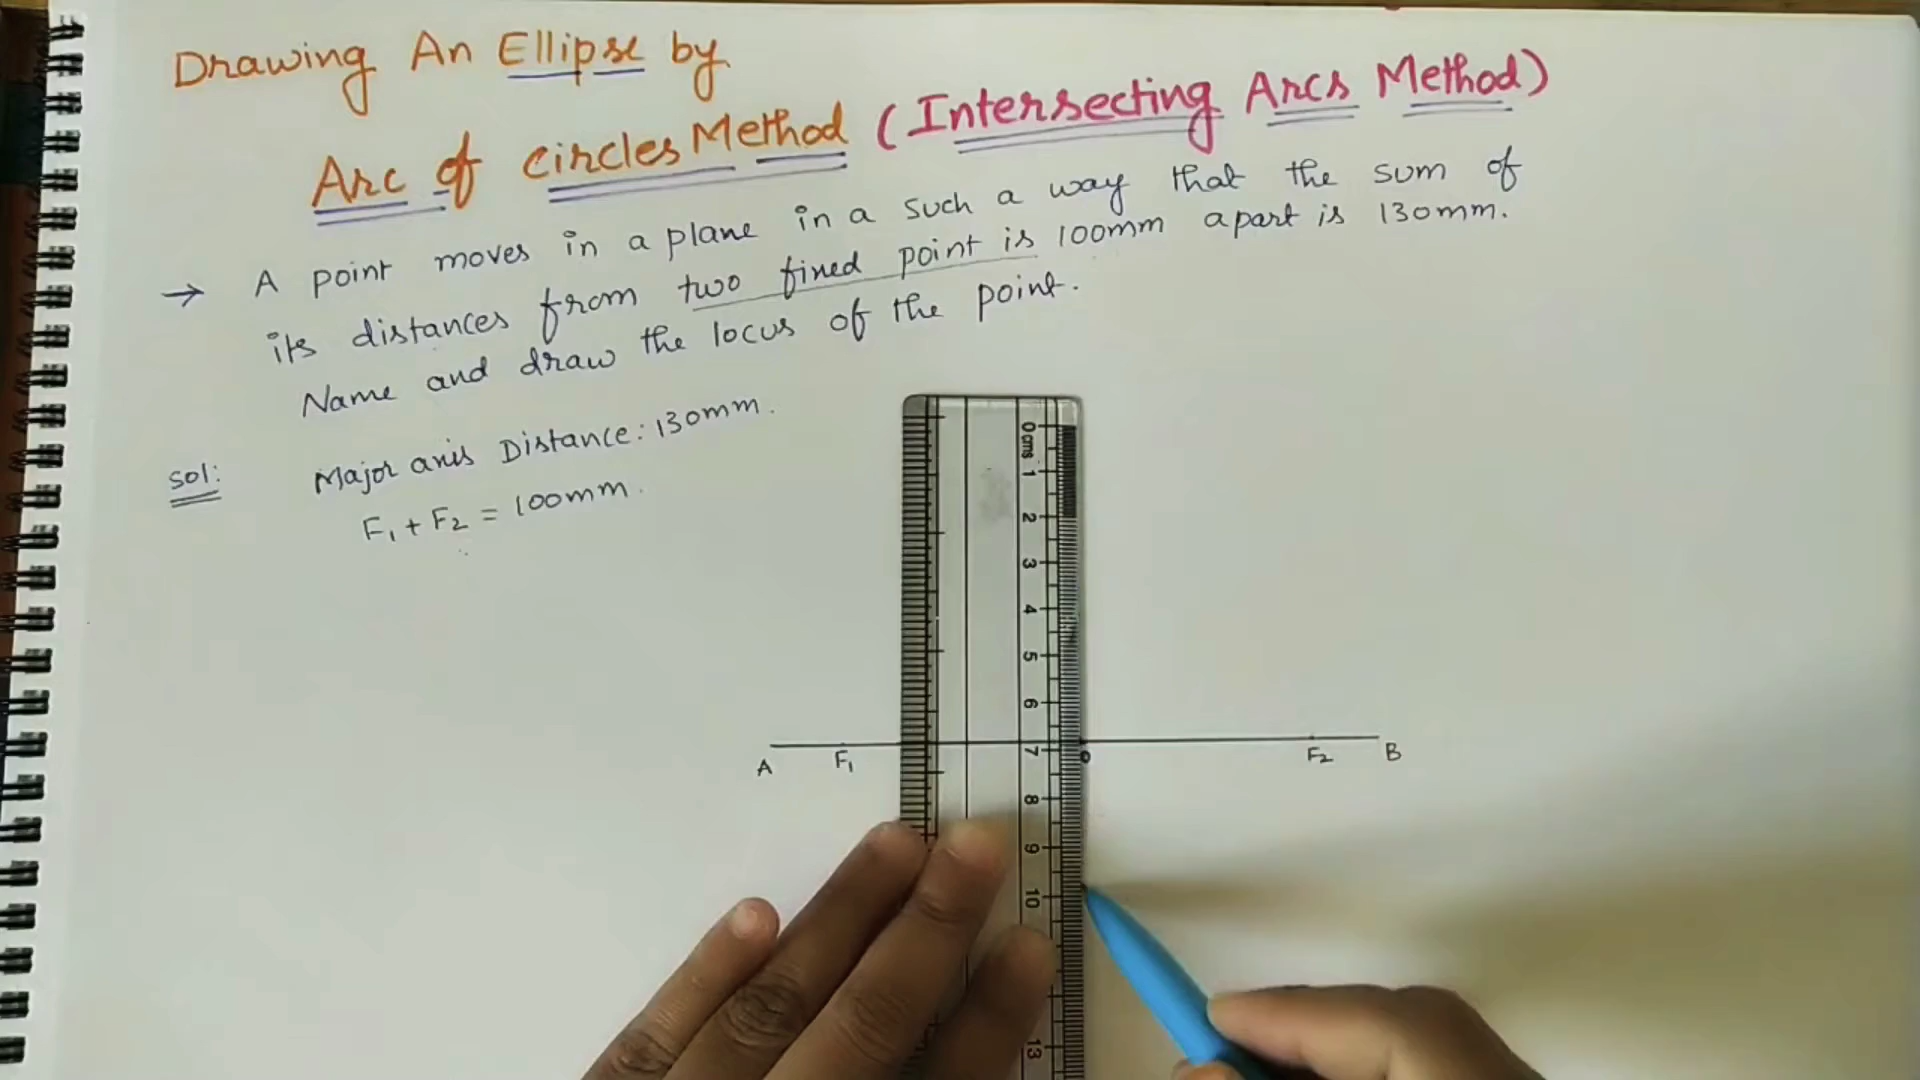 Drawing An Ellipse by
Arc of circles Method (Intersecting Arcs Method)
→ A point moves in a plane in a such a way that the sum of
its distances from two fixed point is 100mm apart is 130mm.
Name and draw the locus of the point.
Sol: Major axis Distance: 130mm.
F1 + F2 = 100mm.
0 cms 1 2 3 4 5 6 7 8 9 10 13
A F1 O F2 B